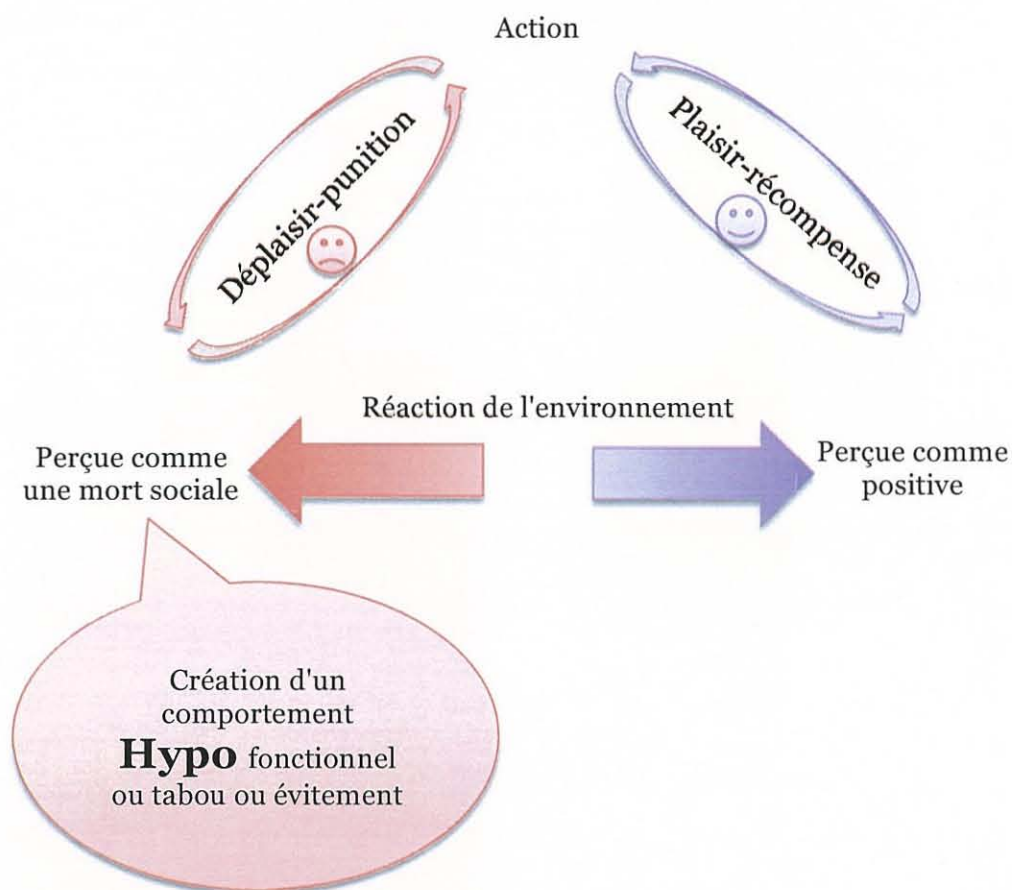 Action
Déplaisir-punition
Plaisir-récompense
Réaction de l'environnement
Perçue comme
une mort sociale
Perçue comme
positive
Création d'un
comportement
Hypo fonctionnel
ou tabou ou évitement